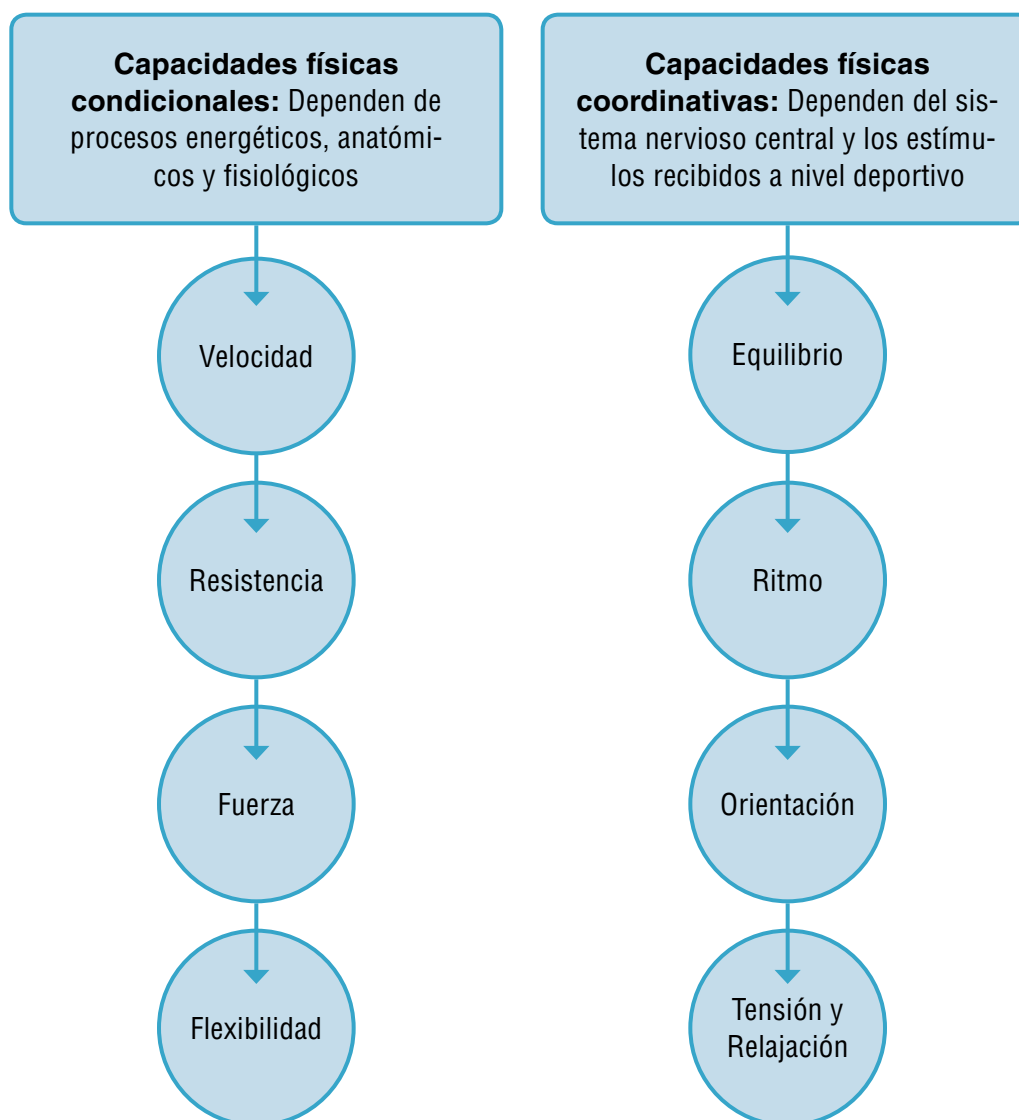 Capacidades físicas
condicionales: Dependen de
procesos energéticos, anatómi-
cos y fisiológicos
Velocidad
Resistencia
Fuerza
Flexibilidad
Capacidades físicas
coordinativas: Dependen del sis-
tema nervioso central y los estímu-
los recibidos a nivel deportivo
Equilibrio
Ritmo
Orientación
Tensión y
Relajación